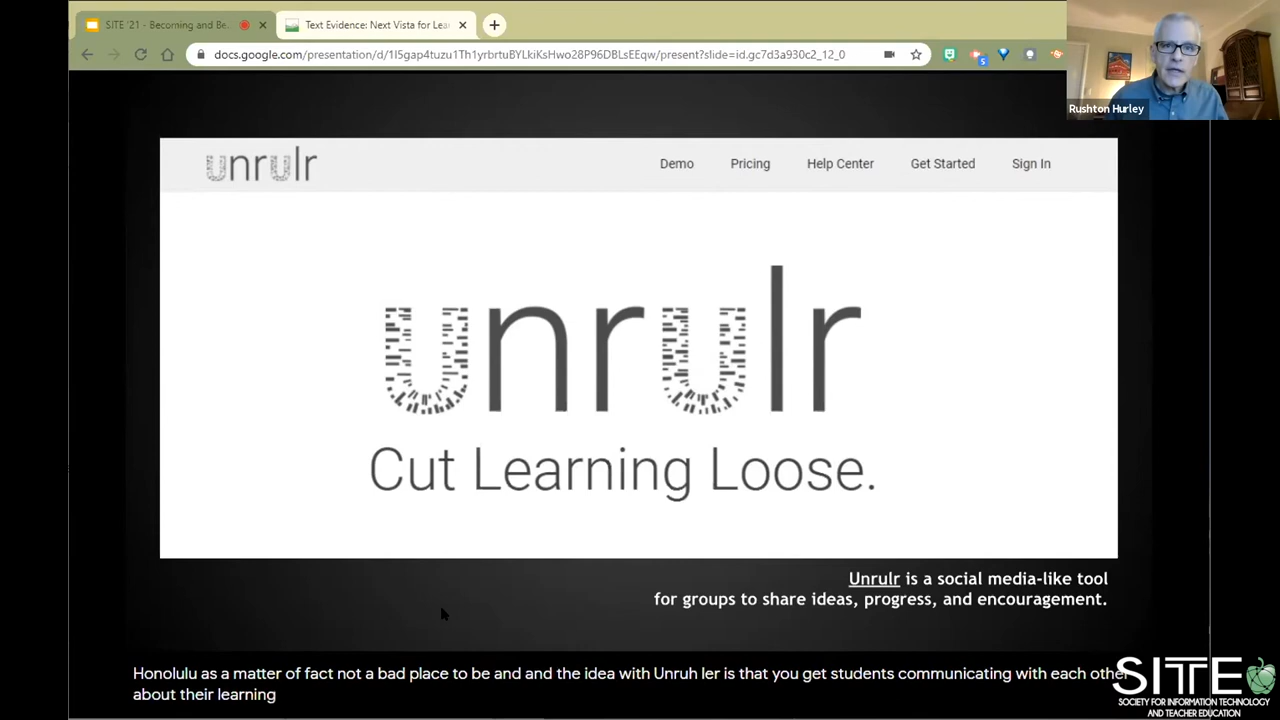 SITE '21 - Becoming and Be
Text Evidence: Next Vista for Lea
docs.google.com/presentation/d/1I5gap4tuzu1Th1yrbrtuBYLkiKsHwo28P96DBLsEEqw/present?slide=id.gc7d3a930c2_12_0
5
Rushton Hurley
unrulr
Demo Pricing Help Center Get Started Sign In
unrulr
Cut Learning Loose.
Unrulr is a social media-like tool
for groups to share ideas, progress, and encouragement.
Honolulu as a matter of fact not a bad place to be and and the idea with Unruh ler is that you get students communicating with each other
about their learning
SITE
SOCIETY FOR INFORMATION TECHNOLOGY
AND TEACHER EDUCATION